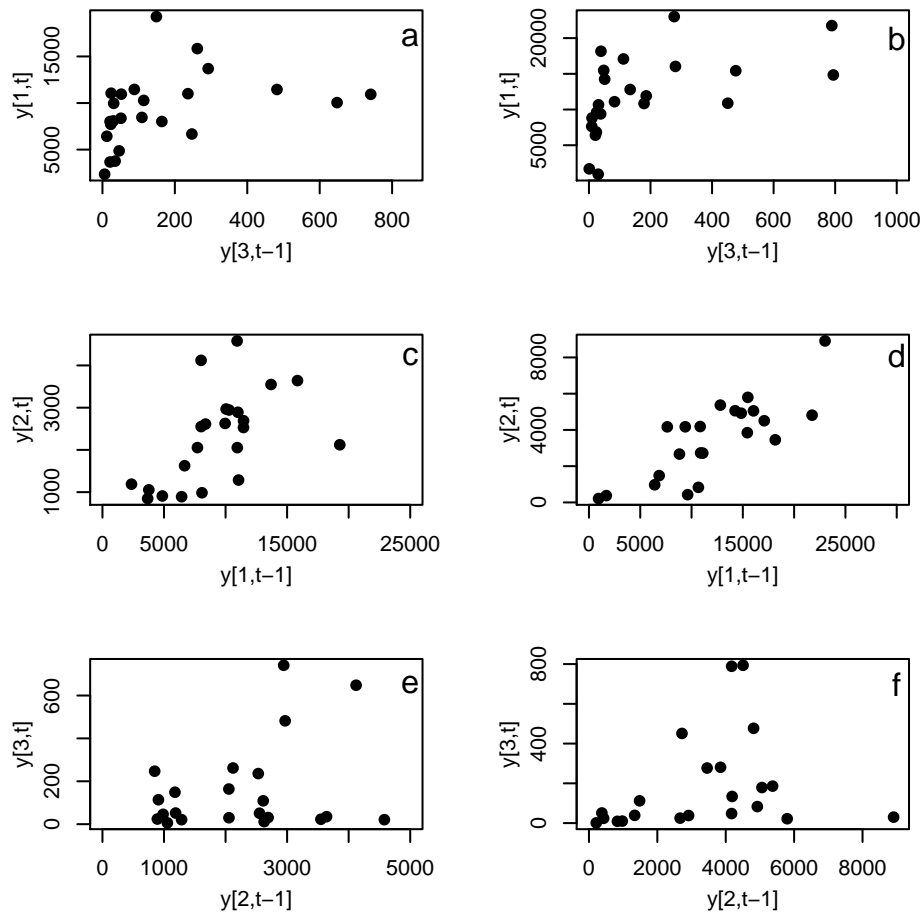 a
y[1,t]
5000 15000
0 200 400 600 800
y[3,t−1]
b
y[1,t]
5000 20000
0 200 400 600 800 1000
y[3,t−1]
c
y[2,t]
1000 3000
0 5000 15000 25000
y[1,t−1]
d
y[2,t]
0 4000 8000
0 5000 15000 25000
y[1,t−1]
e
y[3,t]
0 200 600
0 1000 3000 5000
y[2,t−1]
f
y[3,t]
0 400 800
0 2000 4000 6000 8000
y[2,t−1]